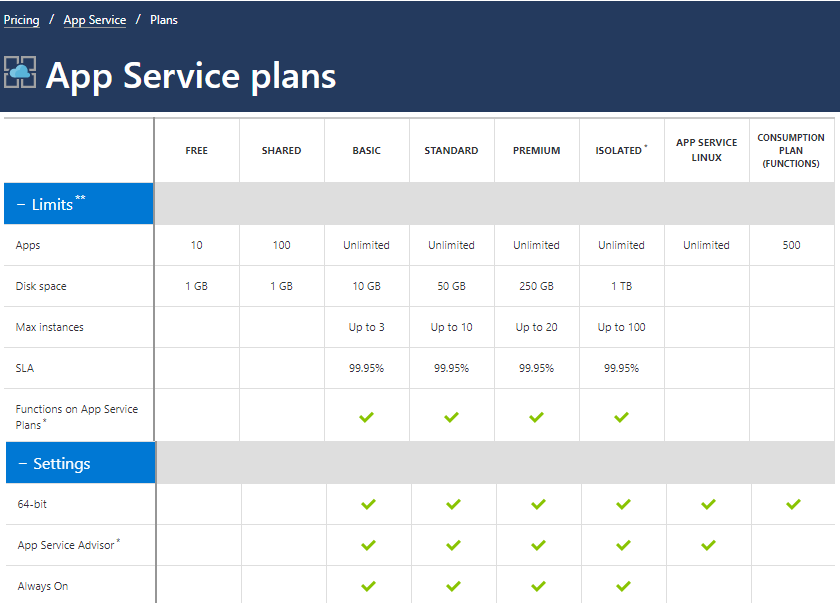 Pricing / App Service / Plans
App Service plans
FREE SHARED BASIC STANDARD PREMIUM ISOLATED * APP SERVICE LINUX CONSUMPTION PLAN (FUNCTIONS)
− Limits**
Apps 10 100 Unlimited Unlimited Unlimited Unlimited Unlimited 500
Disk space 1 GB 1 GB 10 GB 50 GB 250 GB 1 TB
Max instances Up to 3 Up to 10 Up to 20 Up to 100
SLA 99.95% 99.95% 99.95% 99.95%
Functions on App Service
Plans*
− Settings
64-bit
App Service Advisor*
Always On